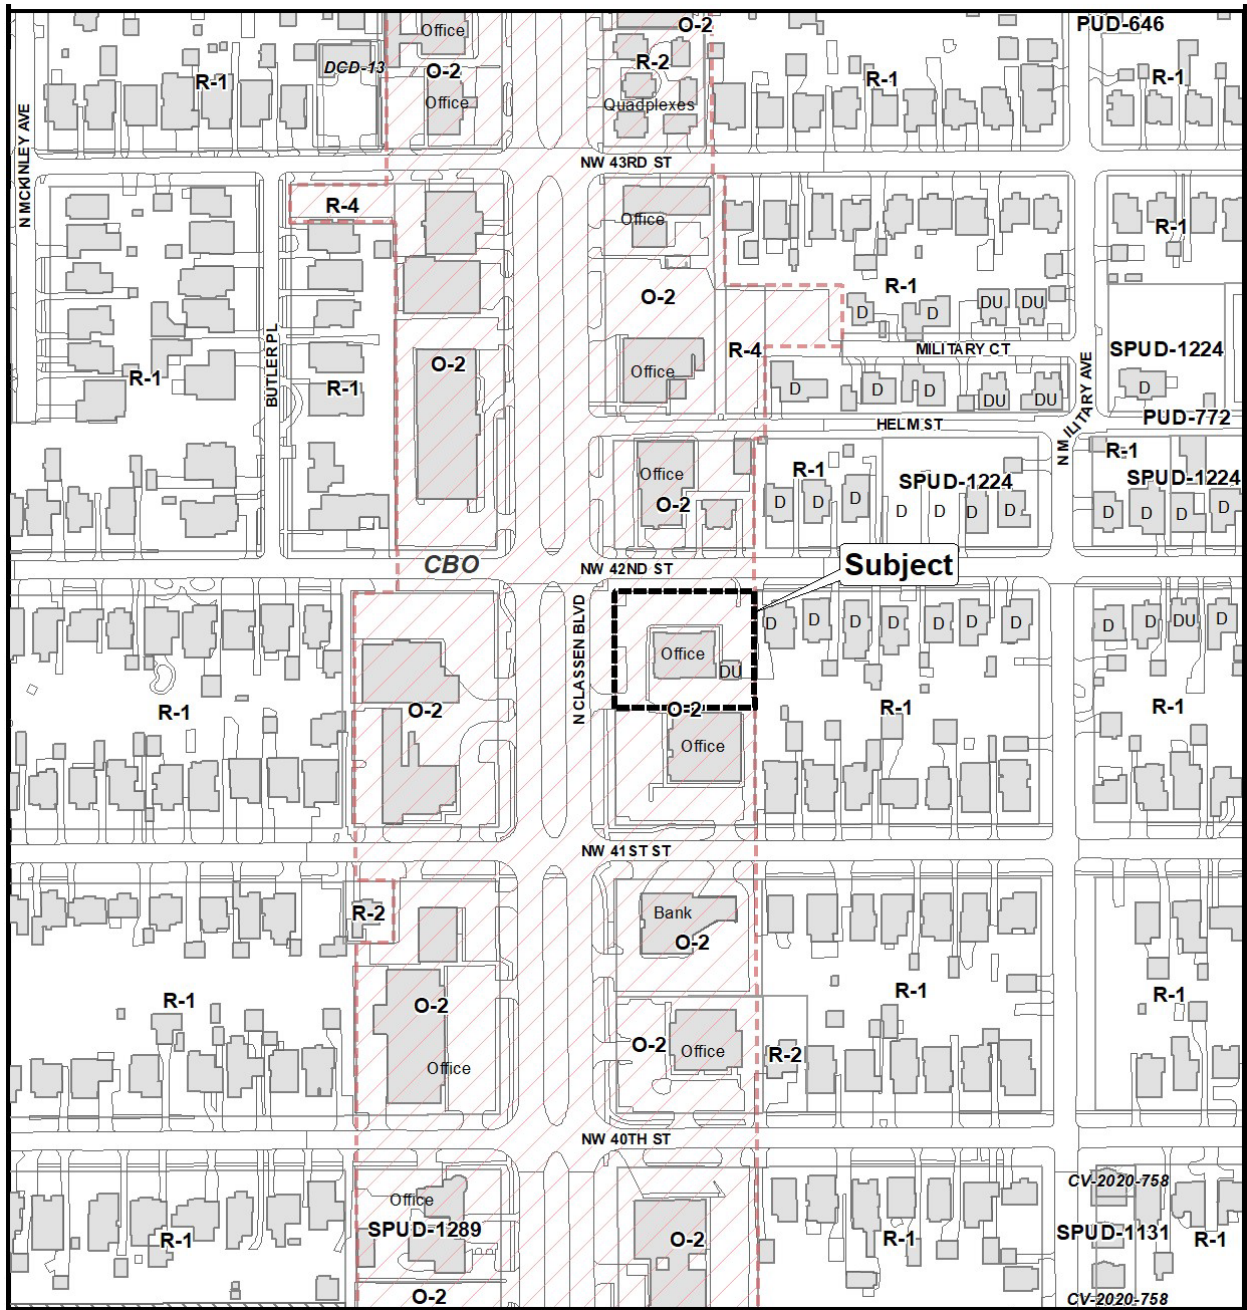 O-2
PUD-646
Office
DCD-13
O-2
R-2
R-1
R-1
R-1
Office
Quadplexes
N MCKINLEY AVE
NW 43RD ST
R-4
Office
R-1
O-2
R-1
D
D
DU
DU
BUTLER PL
R-1
R-1
O-2
Office
R-4
MILITARY CT
SPUD-1224
D
D
D
DU
DU
D
N MILITARY AVE
PUD-772
HELM ST
Office
O-2
R-1
D
D
D
SPUD-1224
D
D
D
D
R-1
SPUD-1224
D
D
D
D
CBO
NW 42ND ST
Subject
N CLASSEN BLVD
Office
DU
D
D
D
D
D
D
D
D
D
DU
D
R-1
O-2
O-2
R-1
R-1
Office
NW 41ST ST
R-2
Bank
O-2
R-1
O-2
R-1
R-1
O-2
Office
R-2
Office
NW 40TH ST
Office
SPUD-1289
R-1
O-2
R-1
CV-2020-758
SPUD-1131
R-1
O-2
CV-2020-758